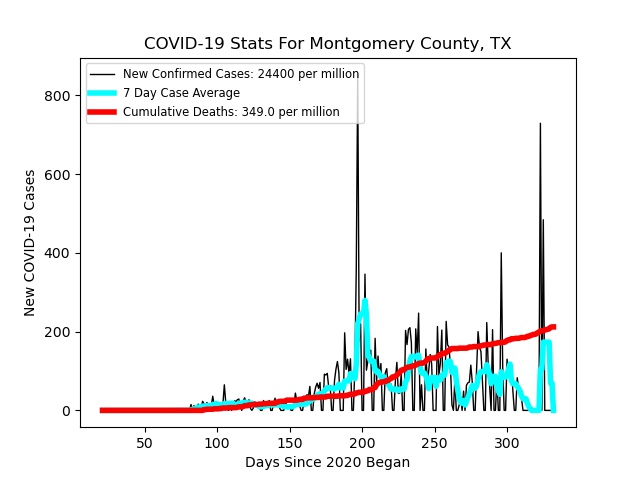 COVID-19 Stats For Montgomery County, TX
New Confirmed Cases: 24400 per million
7 Day Case Average
Cumulative Deaths: 349.0 per million
New COVID-19 Cases
800
600
400
200
0
50 100 150 200 250 300
Days Since 2020 Began